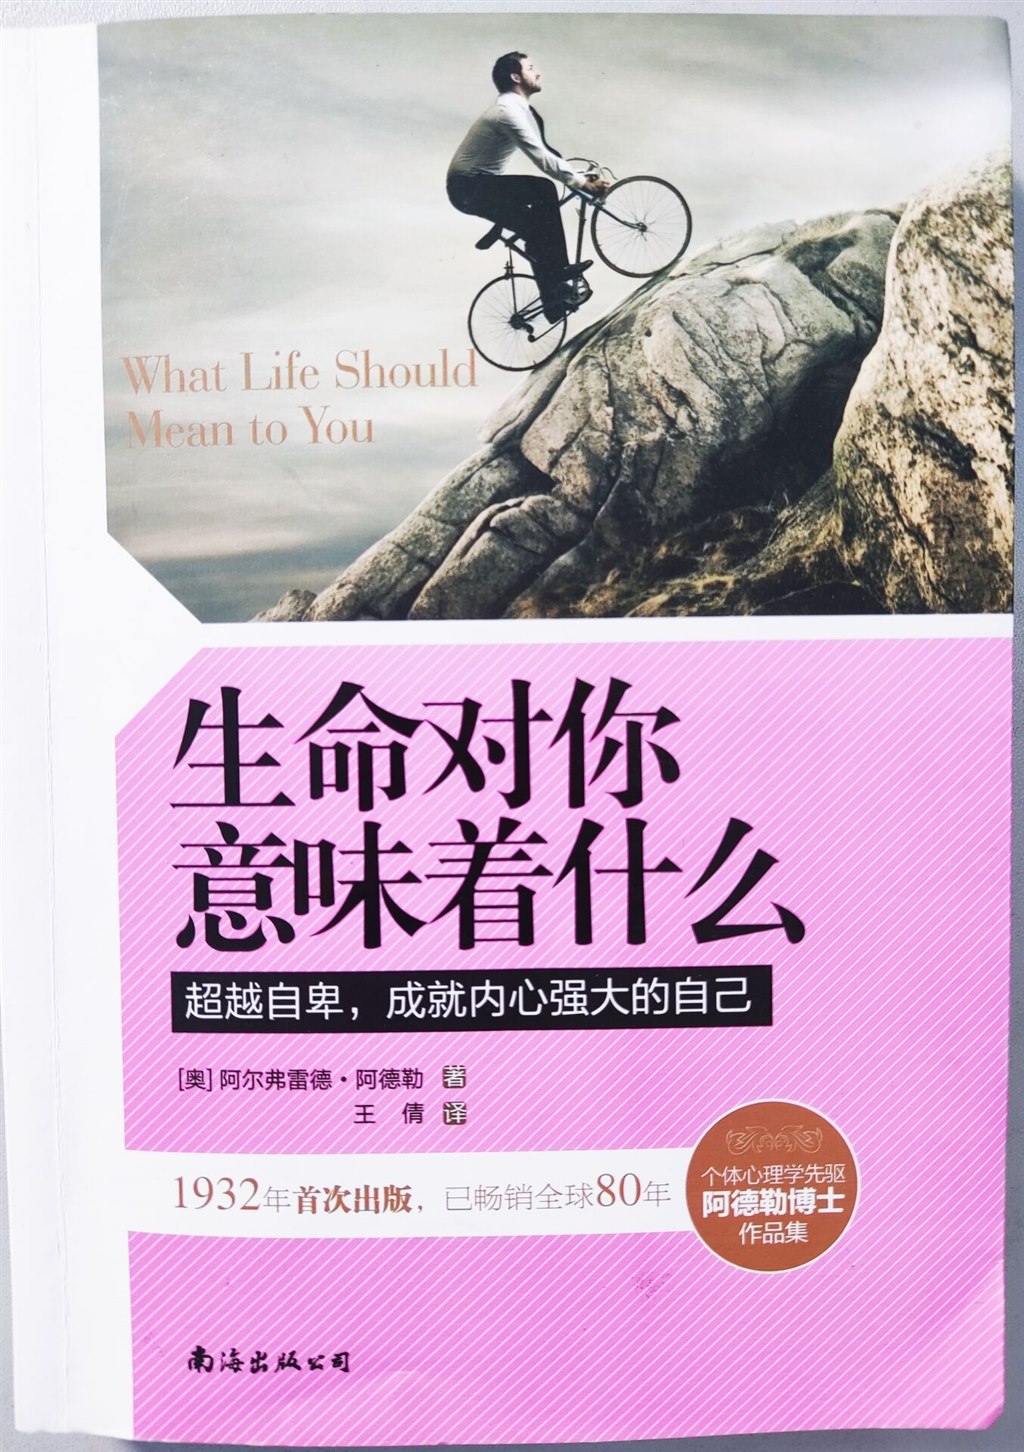 What Life Should
Mean to You
生命对你
意味着什么
超越自卑，成就内心强大的自己
[奥] 阿尔弗雷德·阿德勒 著
王 倩 译
1932年首次出版，已畅销全球80年
个体心理学先驱
阿德勒博士
作品集
南海出版公司